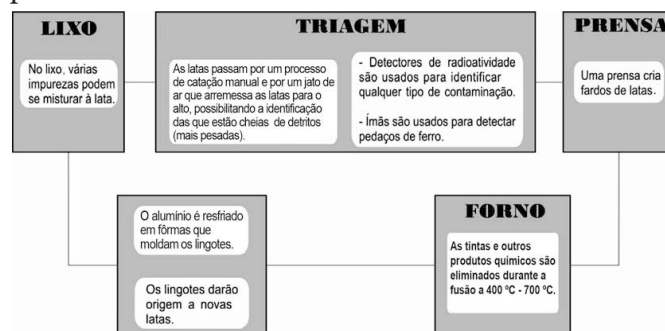 LIXO
No lixo, várias
impurezas podem
se misturar à lata.
TRIAGEM
As latas passam por um processo
de catação manual e por um jato de
ar que arremessa as latas para o
alto, possibilitando a identificação
das que estão cheias de detritos
(mais pesadas).
- Detectores de radioatividade
são usados para identificar
qualquer tipo de contaminação.
- Ímãs são usados para detectar
pedaços de ferro.
PRENSA
Uma prensa cria
fardos de latas.
FORNO
As tintas e outros
produtos químicos são
eliminados durante a
fusão a 400 ºC - 700 ºC.
O alumínio é resfriado
em fôrmas que
moldam os lingotes.
Os lingotes darão
origem a novas
latas.